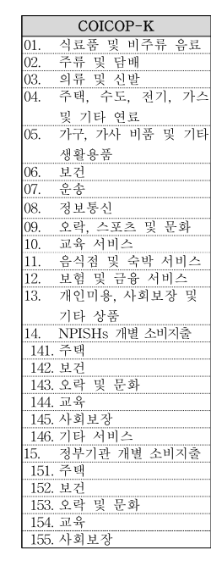 COICOP-K
01. 식료품 및 비주류 음료
02. 주류 및 담배
03. 의류 및 신발
04. 주택, 수도, 전기, 가스
및 기타 연료
05. 가구, 가사 비품 및 기타
생활용품
06. 보건
07. 운송
08. 정보통신
09. 오락, 스포츠 및 문화
10. 교육 서비스
11. 음식점 및 숙박 서비스
12. 보험 및 금융 서비스
13. 개인미용, 사회보장 및
기타 상품
14. NPISHs 개별 소비지출
141. 주택
142. 보건
143. 오락 및 문화
144. 교육
145. 사회보장
146. 기타 서비스
15. 정부기관 개별 소비지출
151. 주택
152. 보건
153. 오락 및 문화
154. 교육
155. 사회보장